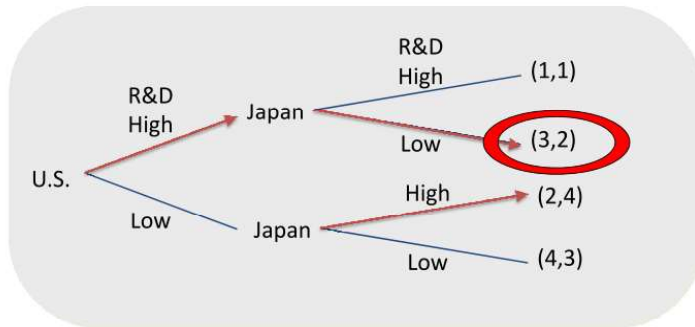 R&D
High
(1,1)
R&D
High
Japan
Low
(3,2)
U.S.
High
(2,4)
Low
Japan
Low
(4,3)